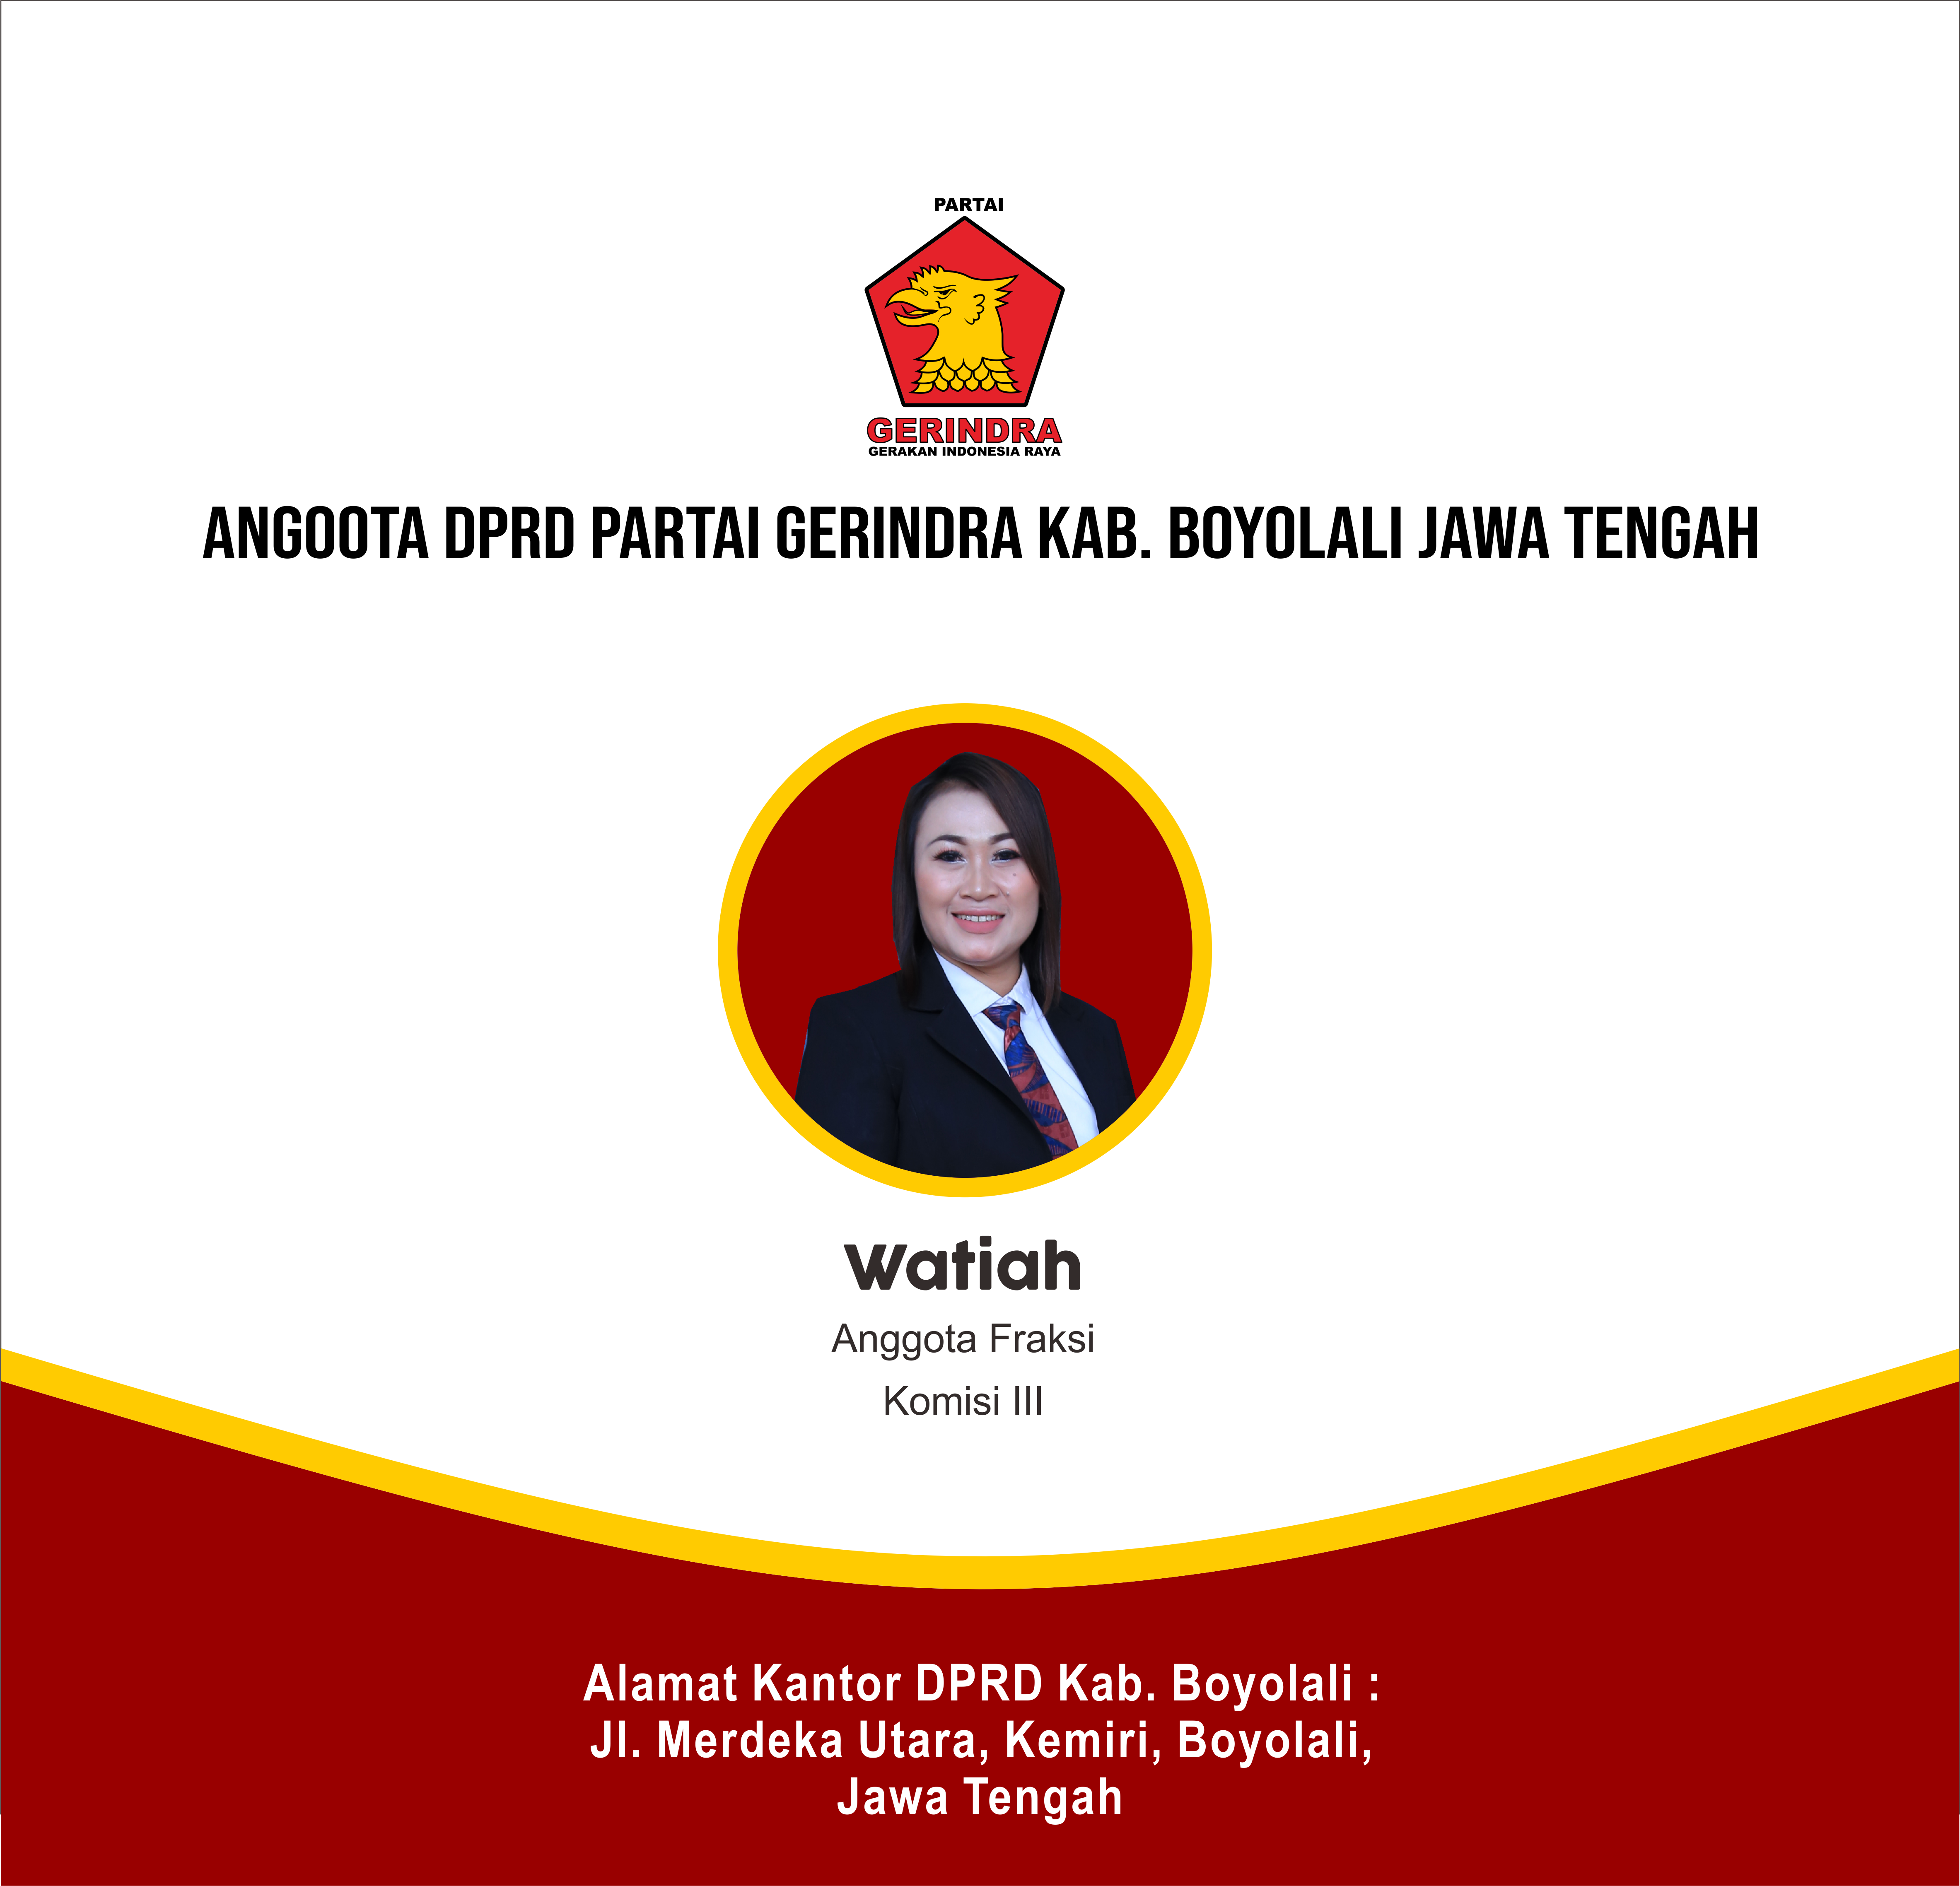 PARTAI
GERINDRA
GERAKAN INDONESIA RAYA
ANGOOTA DPRD PARTAI GERINDRA KAB. BOYOLALI JAWA TENGAH
Watiah
Anggota Fraksi
Komisi III
Alamat Kantor DPRD Kab. Boyolali :
Jl. Merdeka Utara, Kemiri, Boyolali,
Jawa Tengah